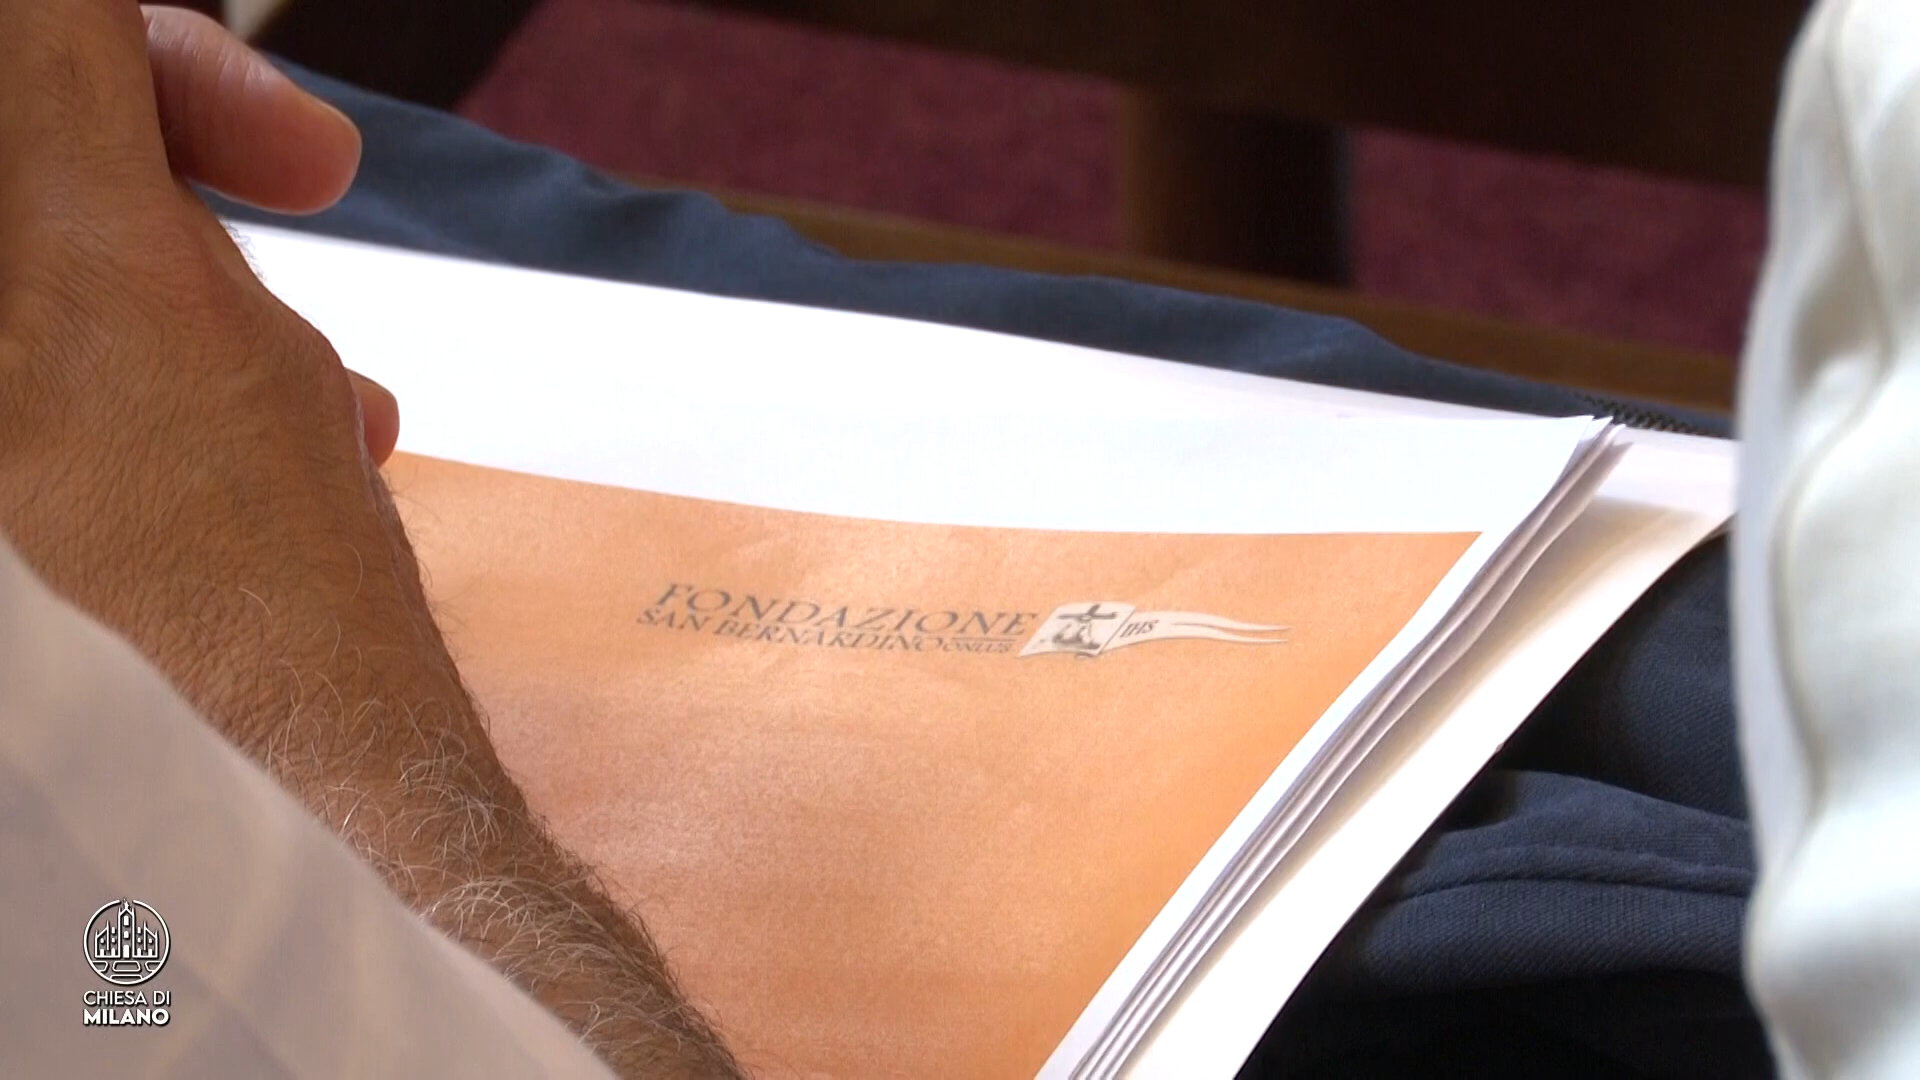 FONDAZIONE
SAN BERNARDINO ONLUS
IHS
CHIESA DI
MILANO